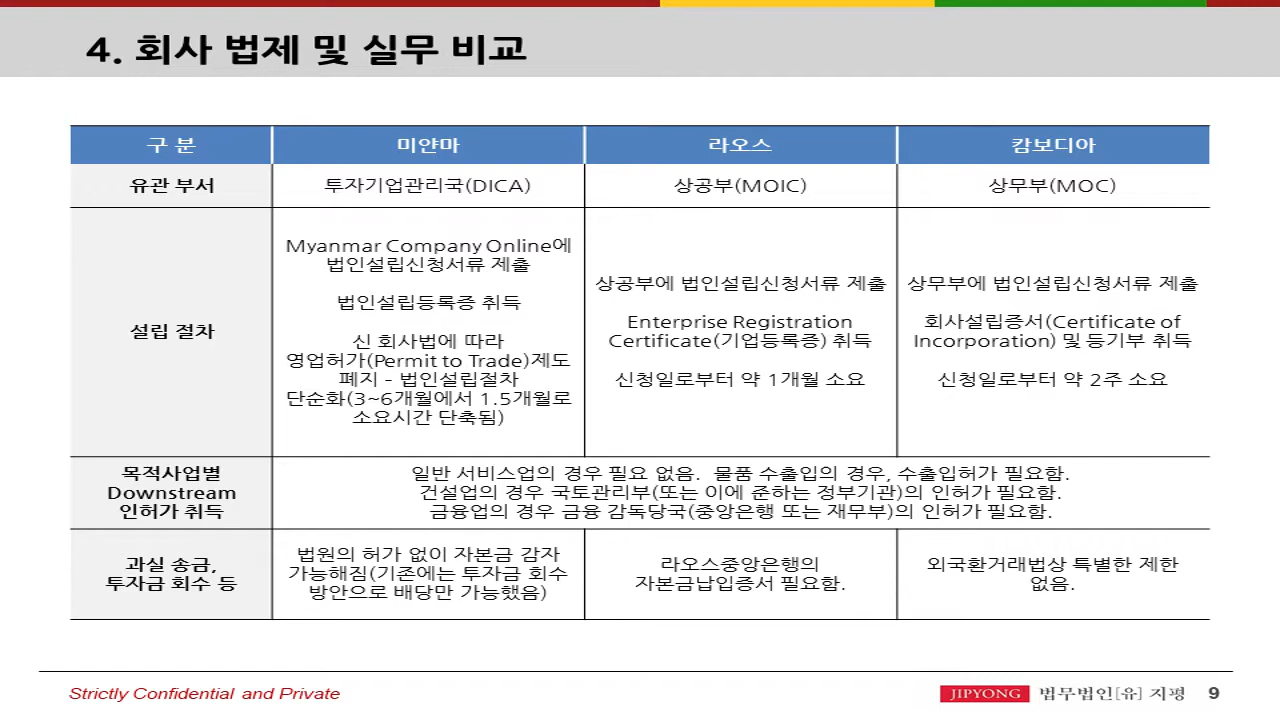 4. 회사 법제 및 실무 비교
구 분
미얀마
라오스
캄보디아
유관 부서
투자기업관리국(DICA)
상공부(MOIC)
상무부(MOC)
설립 절차
Myanmar Company Online에
법인설립신청서류 제출
법인설립등록증 취득
신 회사법에 따라
영업허가(Permit to Trade)제도
폐지 – 법인설립절차
단순화(3~6개월에서 1.5개월로
소요시간 단축됨)
상공부에 법인설립신청서류 제출
Enterprise Registration
Certificate(기업등록증) 취득
신청일로부터 약 1개월 소요
상무부에 법인설립신청서류 제출
회사설립증서(Certificate of
Incorporation) 및 등기부 취득
신청일로부터 약 2주 소요
목적사업별
Downstream
인허가 취득
일반 서비스업의 경우 필요 없음. 물품 수출입의 경우, 수출입허가 필요함.
건설업의 경우 국토관리부(또는 이에 준하는 정부기관)의 인허가 필요함.
금융업의 경우 금융 감독당국(중앙은행 또는 재무부)의 인허가 필요함.
과실 송금,
투자금 회수 등
법원의 허가 없이 자본금 감자
가능해짐(기존에는 투자금 회수
방안으로 배당만 가능했음)
라오스중앙은행의
자본금납입증서 필요함.
외국환거래법상 특별한 제한
없음.
Strictly Confidential and Private
JIPYONG 법무법인[유] 지평 9